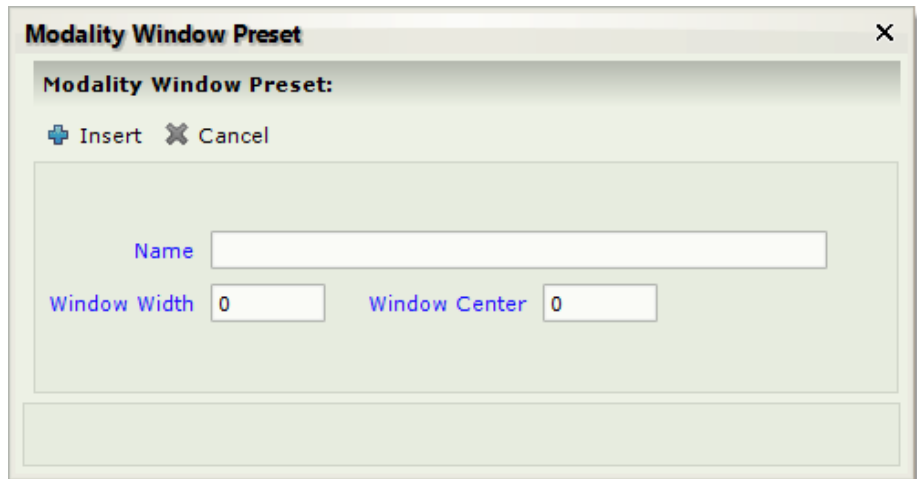 Modality Window Preset
Modality Window Preset:
Insert Cancel
Name
Window Width 0 Window Center 0